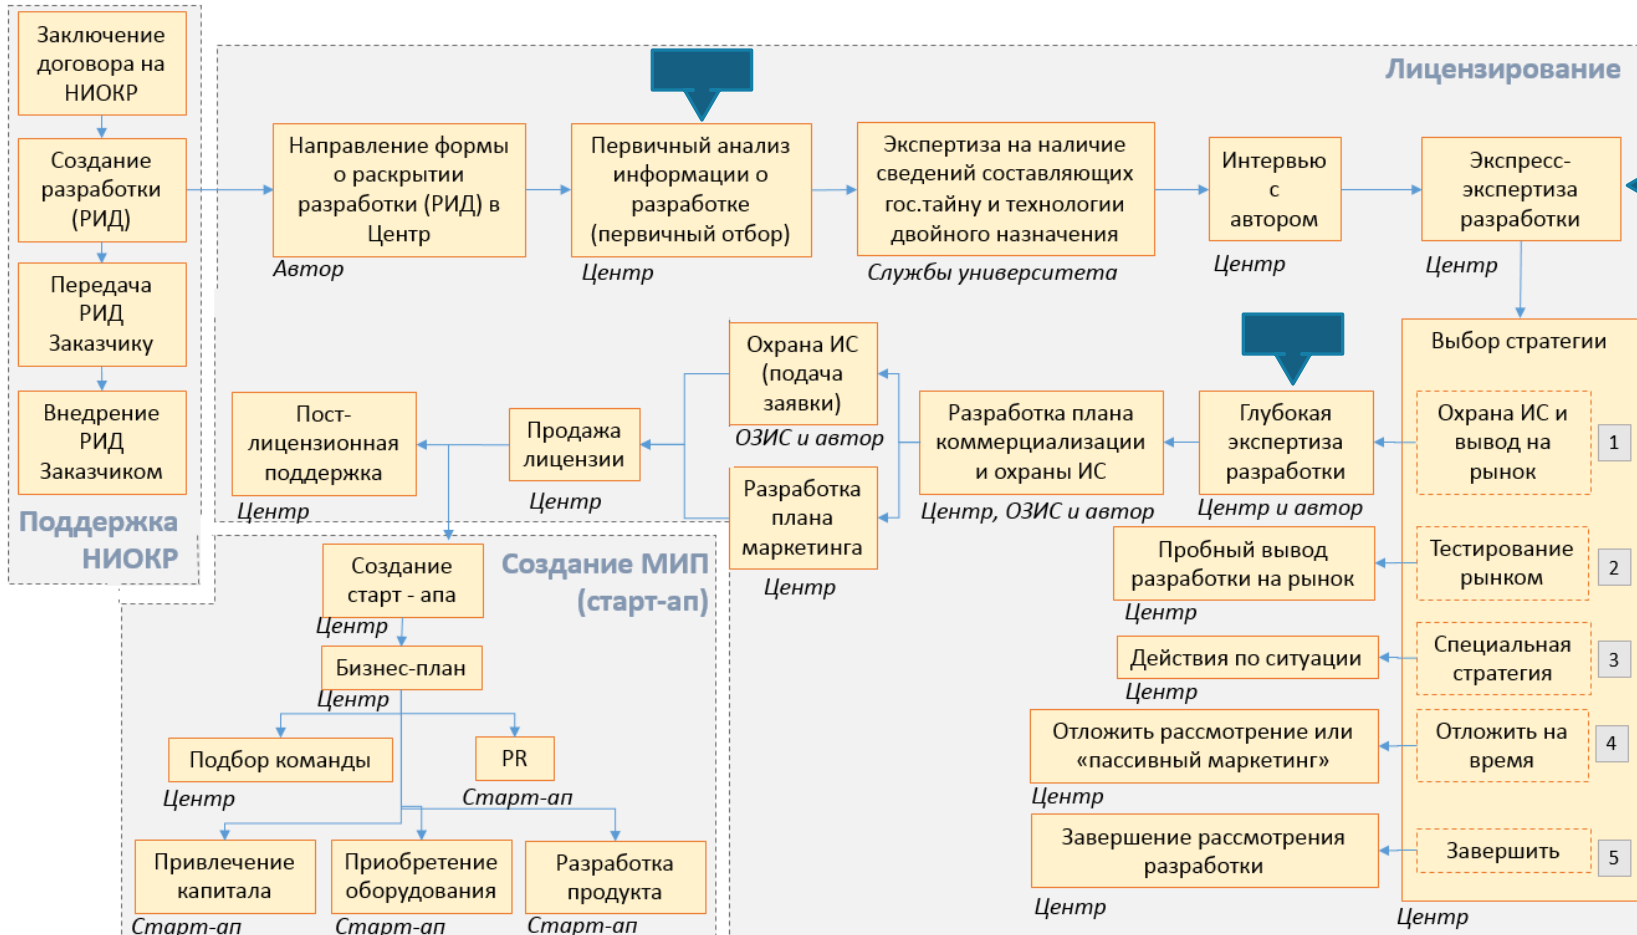 Заключение
договора на
НИОКР
Создание
разработки
(РИД)
Передача
РИД
Заказчику
Внедрение
РИД
Заказчиком
Поддержка
НИОКР
Лицензирование
Направление формы
о раскрытии
разработки (РИД) в
Центр
Автор
Первичный анализ
информации о
разработке
(первичный отбор)
Центр
Экспертиза на наличие
сведений составляющих
гос.тайну и технологии
двойного назначения
Службы университета
Интервью
с
автором
Центр
Экспресс-
экспертиза
разработки
Центр
Выбор стратегии
Охрана ИС и
вывод на
рынок
1
Тестирование
рынком
2
Специальная
стратегия
3
Отложить на
время
4
Завершить
5
Центр
Глубокая
экспертиза
разработки
Центр и автор
Разработка плана
коммерциализации
и охраны ИС
Центр, ОЗИС и автор
Охрана ИС
(подача
заявки)
ОЗИС и автор
Разработка
плана
маркетинга
Центр
Продажа
лицензии
Центр
Пост-
лицензионная
поддержка
Центр
Пробный вывод
разработки на рынок
Центр
Действия по ситуации
Центр
Отложить рассмотрение или
«пассивный маркетинг»
Центр
Завершение рассмотрения
разработки
Центр
Создание МИП
(старт-ап)
Создание
старт - апа
Центр
Бизнес-план
Центр
Подбор команды
Центр
PR
Старт-ап
Привлечение
капитала
Старт-ап
Приобретение
оборудования
Старт-ап
Разработка
продукта
Старт-ап